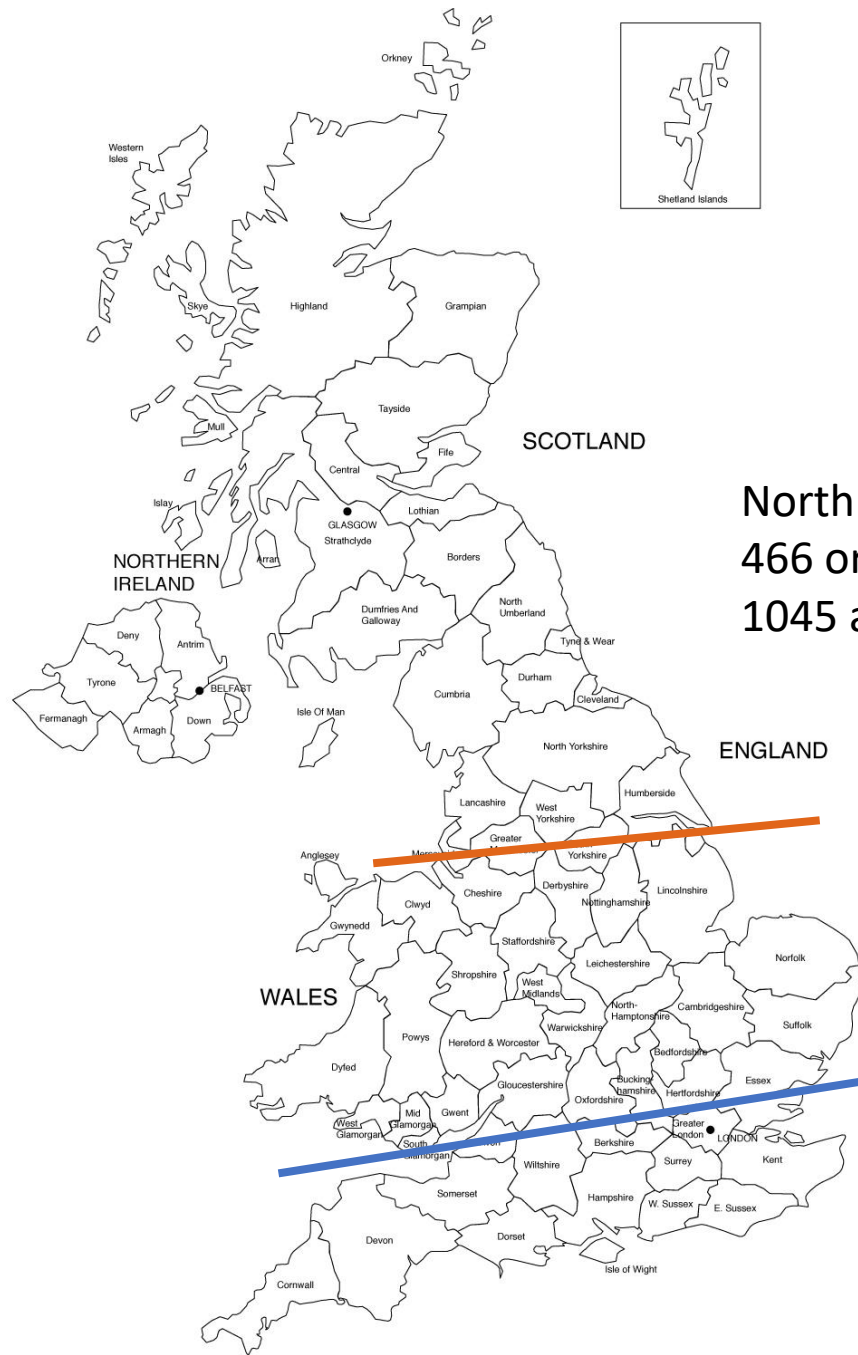 Orkney
Western
Isles
Shetland Islands
Skye
Highland
Grampian
Tayside
Mull
SCOTLAND
Fife
Central
Islay
Lothian
GLASGOW
Strathclyde
North
466 or
1045 a
Arran
NORTHERN
IRELAND
Borders
North
Umberland
Dumfries And
Galloway
Deny
Antrim
Tyne & Wear
Tyrone
Durham
BELFAST
Cumbria
Cleveland
Isle Of Man
Fermanagh
Armagh
Down
North Yorkshire
ENGLAND
Humberside
Lancashire
West
Yorkshire
Greater
Yorkshire
Anglesey
Derbyshire
Lincolnshire
Cheshire
Clwyd
Nottinghamshire
Gwynedd
Staffordshire
Norfolk
Leichestershire
Shropshire
West
Midlands
WALES
North-
Hamptonshire
Cambridgeshire
Suffolk
Warwickshire
Powys
Hereford & Worcester
Bedfordshire
Dyfed
Gloucestershire
Bucking
hamshire
Essex
Hertfordshire
Oxfordshire
Mid
Glamorgan
Gwent
West
Glamorgan
Greater
London
LONDON
South
Glamorgan
Berkshire
Kent
Surrey
Wiltshire
Somerset
Hampshire
W. Sussex
E. Sussex
Dorset
Devon
Isle of Wight
Cornwall